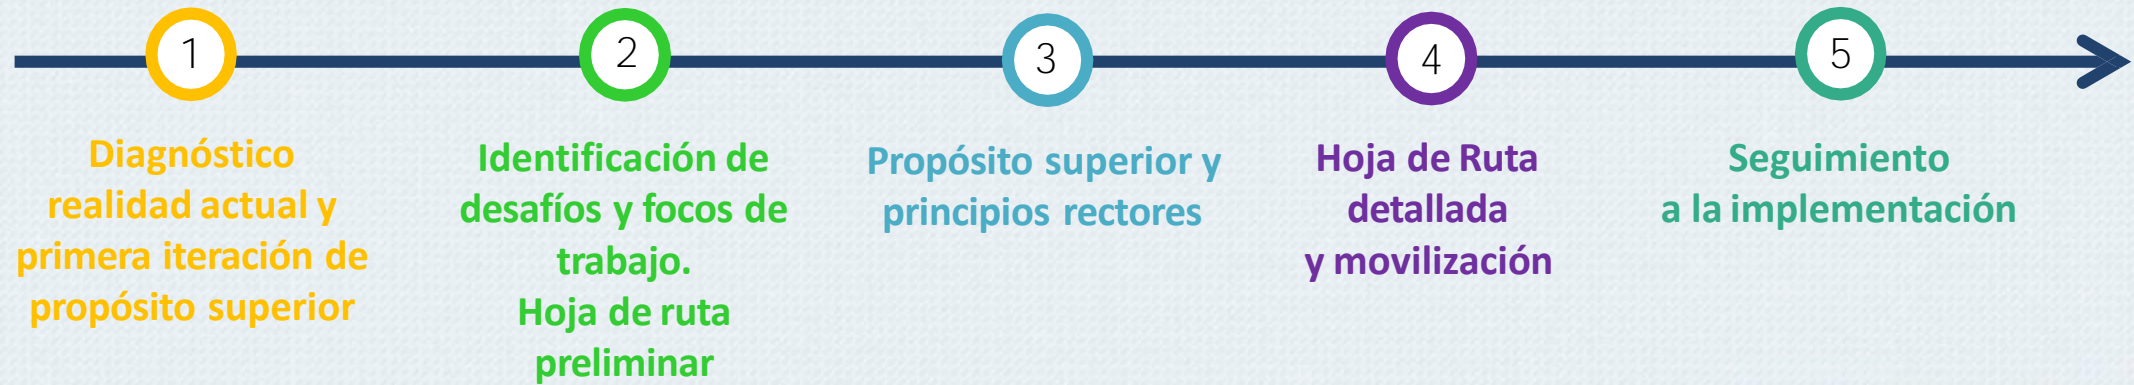 1
Diagnóstico
realidad actual y
primera iteración de
propósito superior
2
Identificación de
desafíos y focos de
trabajo.
Hoja de ruta
preliminar
3
Propósito superior y
principios rectores
4
Hoja de Ruta
detallada
y movilización
5
Seguimiento
a la implementación